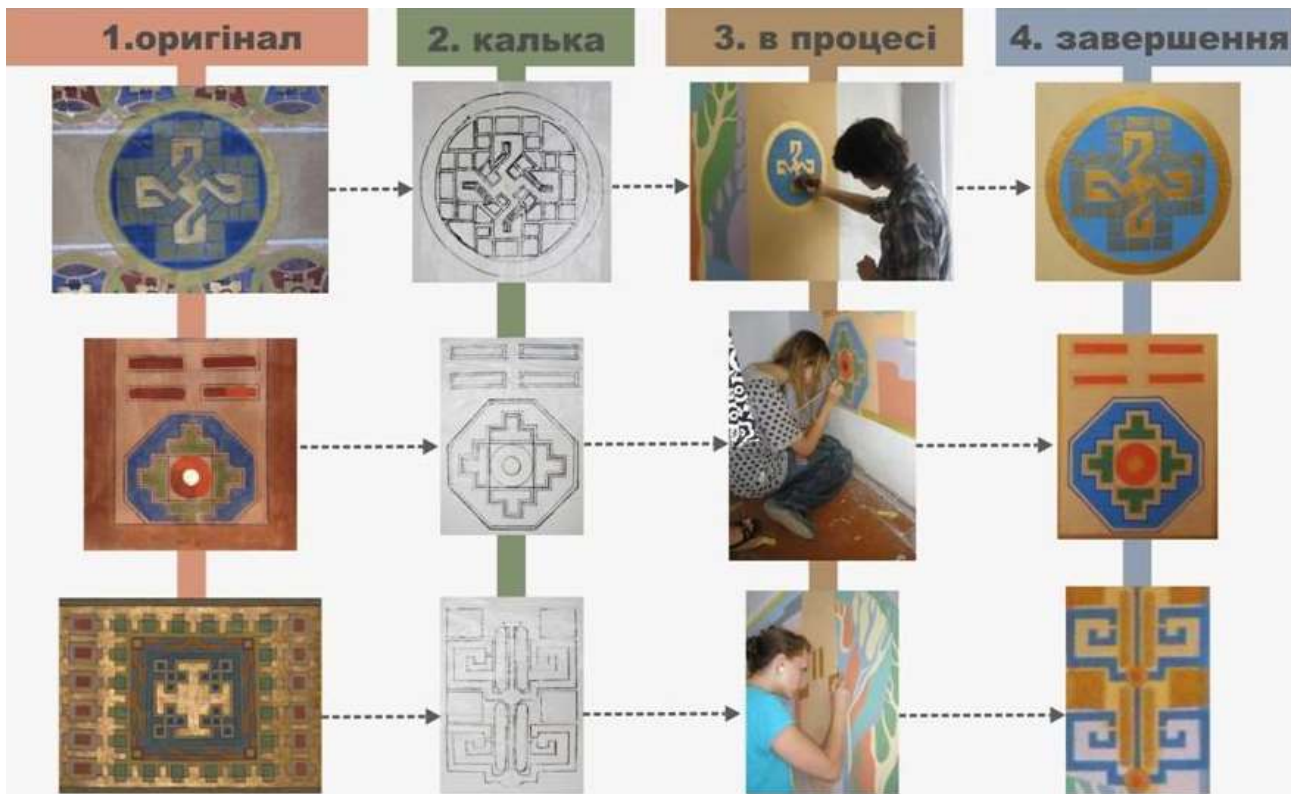 1.оригінал
2. калька
3. в процесі
4. завершення